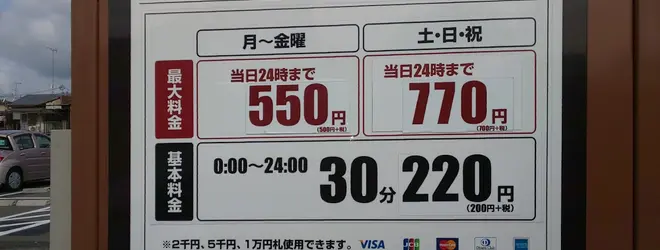 月〜金曜 土・日・祝
最大料金
当日24時まで 当日24時まで
550円 770円
(500円+税) (700円+税)
基本料金
0:00〜24:00 30分 220円
(200円+税)
※2千円、5千円、1万円札使用できます。 VISA JCB MasterCard